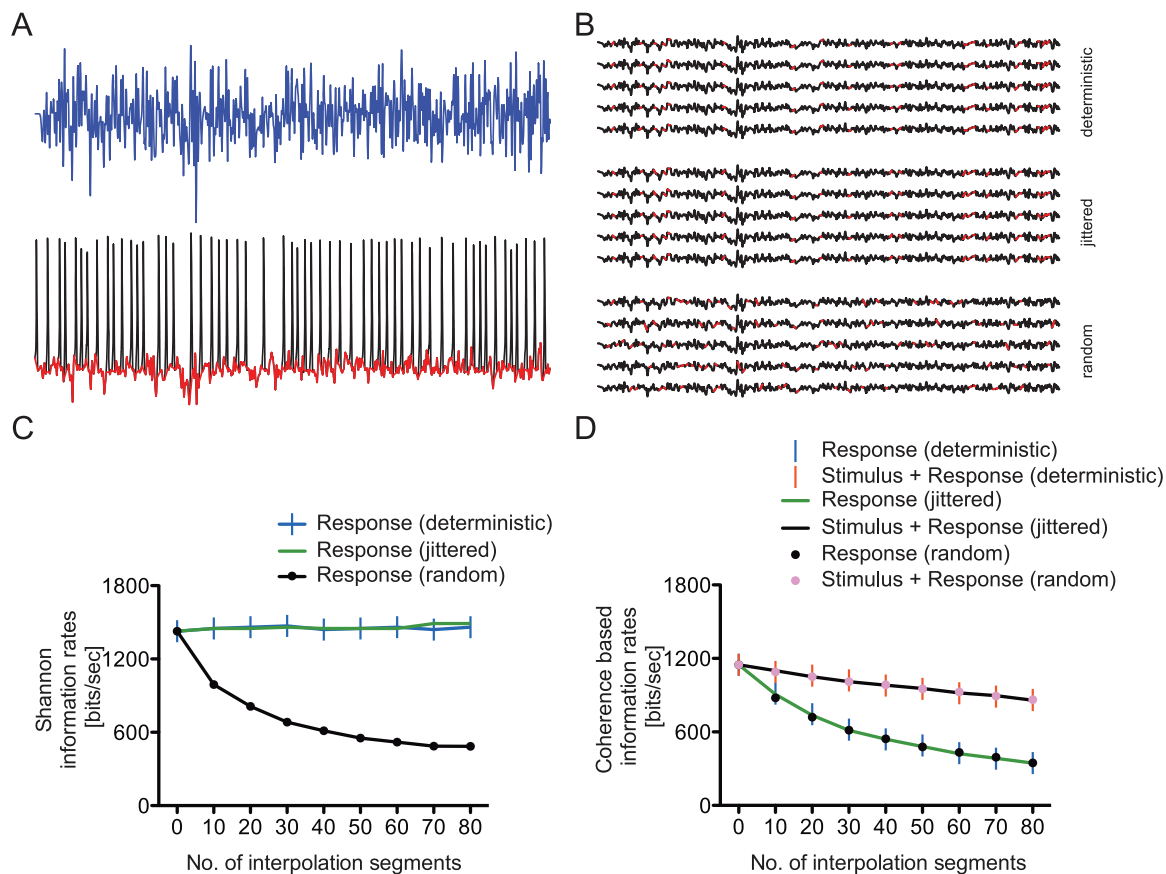 A
B
deterministic
jittered
random
C
Response (deterministic)
Response (jittered)
Response (random)
Shannon
information rates
[bits/sec]
1800
1200
600
0
0 10 20 30 40 50 60 70 80
No. of interpolation segments
D
Response (deterministic)
Stimulus + Response (deterministic)
Response (jittered)
Stimulus + Response (jittered)
Response (random)
Stimulus + Response (random)
Coherence based
information rates
[bits/sec]
1800
1200
600
0
0 10 20 30 40 50 60 70 80
No. of interpolation segments